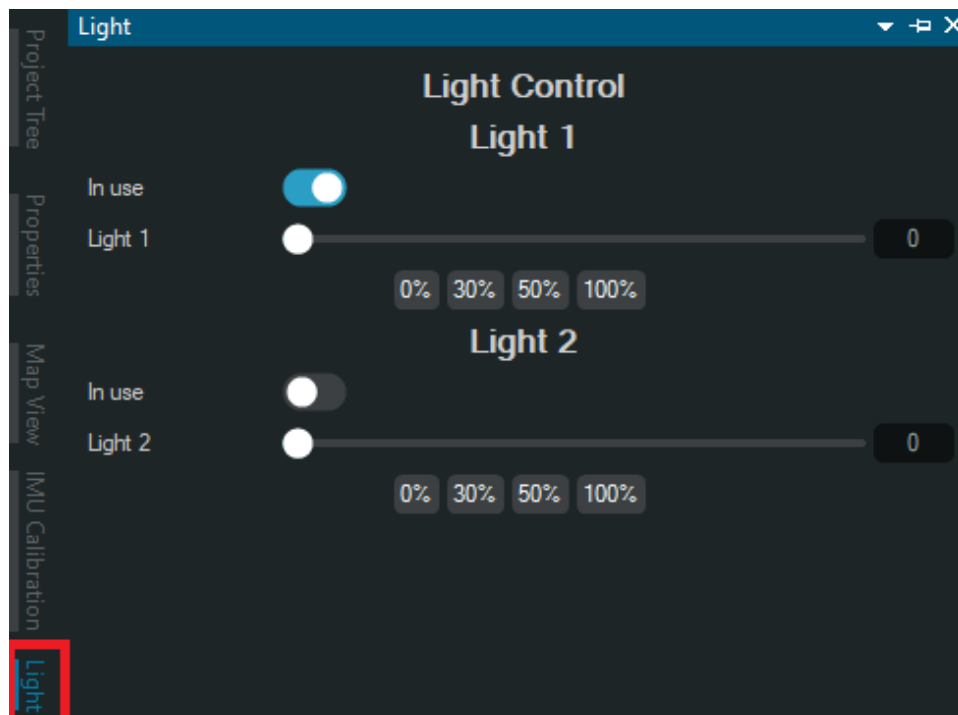 Light
Project Tree
Properties
Map View
IMU Calibration
Light
Light Control
Light 1
In use
Light 1
0
0% 30% 50% 100%
Light 2
In use
Light 2
0
0% 30% 50% 100%